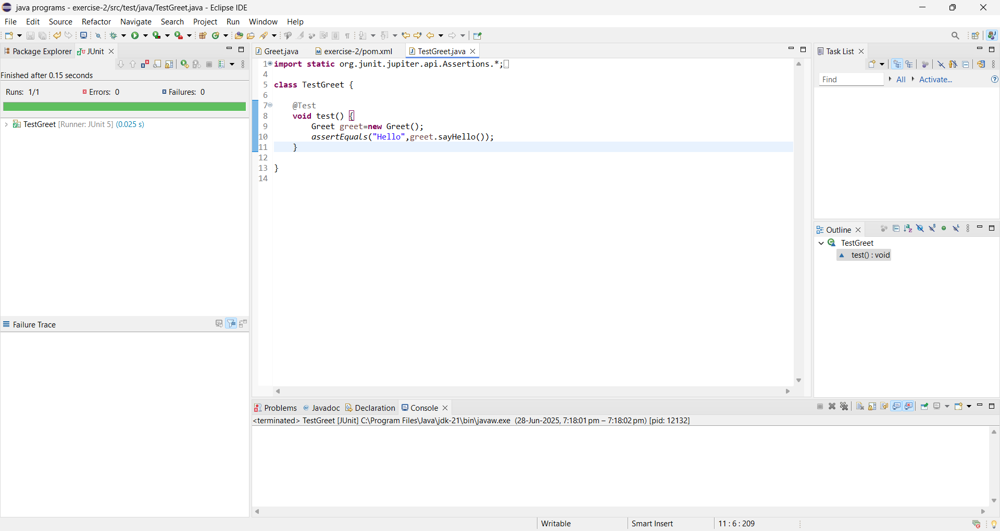 java programs - exercise-2/src/test/java/TestGreet.java - Eclipse IDE
File Edit Source Refactor Navigate Search Project Run Window Help
Package Explorer JUnit
Finished after 0.15 seconds
Runs: 1/1 Errors: 0 Failures: 0
TestGreet [Runner: JUnit 5] (0.025 s)
Failure Trace
Greet.java exercise-2/pom.xml TestGreet.java
1 import static org.junit.jupiter.api.Assertions.*;
4
5 class TestGreet {
6
7 @Test
8 void test() {
9 Greet greet=new Greet();
10 assertEquals("Hello",greet.sayHello());
11 }
12
13 }
14
Task List
Find All Activate...
Outline
TestGreet
test() : void
Problems Javadoc Declaration Console
<terminated> TestGreet [JUnit] C:\Program Files\Java\jdk-21\bin\javaw.exe (28-Jun-2025, 7:18:01 pm – 7:18:02 pm) [pid: 12132]
Writable Smart Insert 11 : 6 : 209